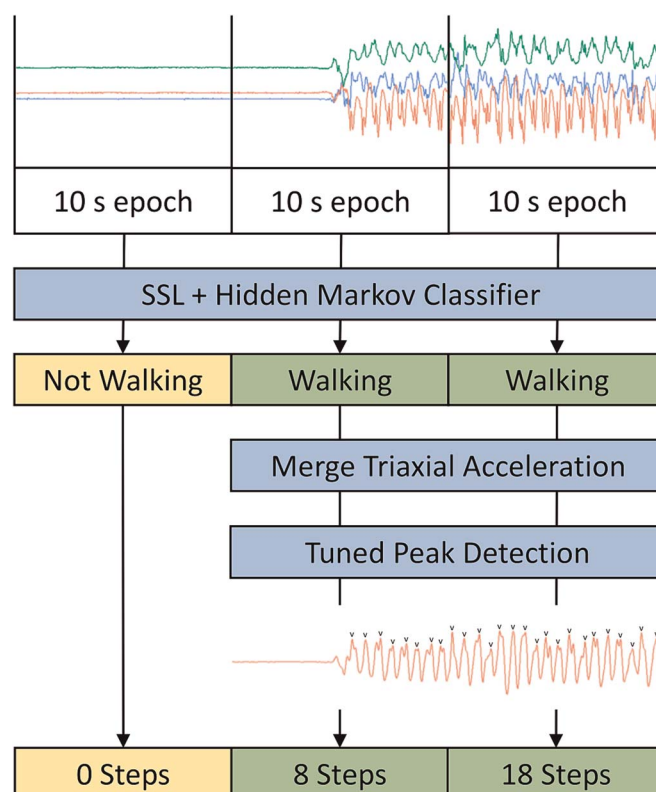 10 s epoch 10 s epoch 10 s epoch
SSL + Hidden Markov Classifier
Not Walking Walking Walking
Merge Triaxial Acceleration
Tuned Peak Detection
0 Steps 8 Steps 18 Steps